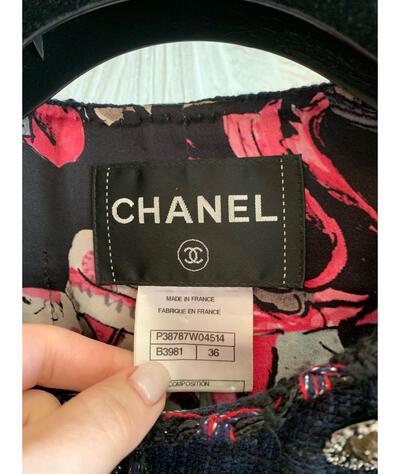 CHANEL
MADE IN FRANCE
FABRIQUE EN FRANCE
P38787W04514
B3981 36
COMPOSITION